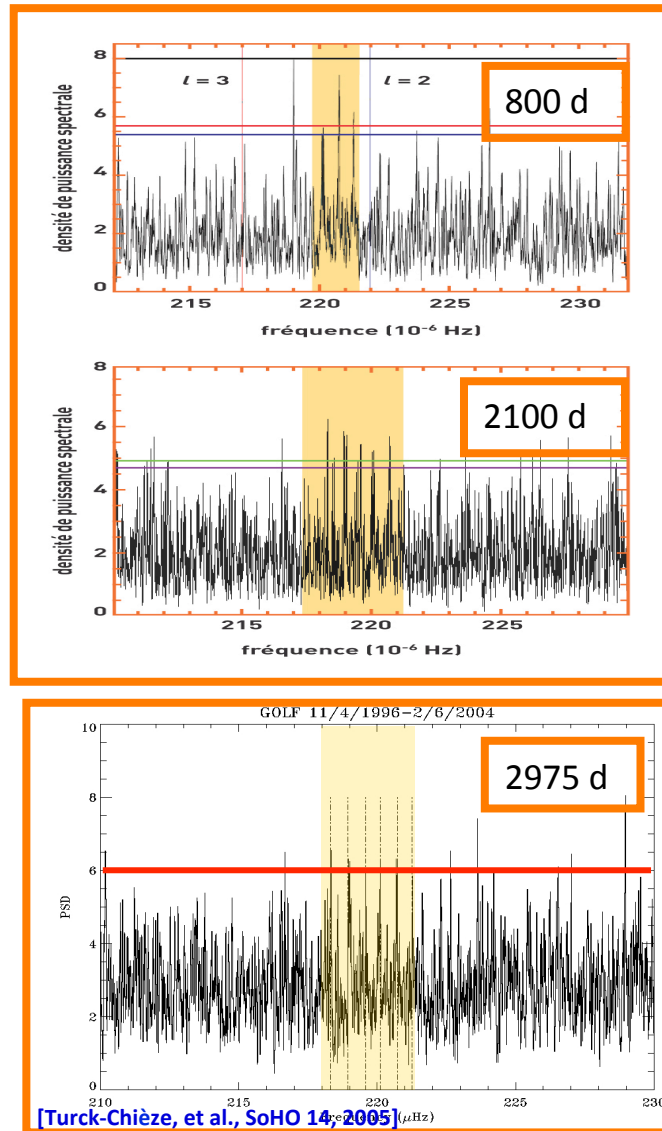 8
6
4
2
0
densité de puissance spectrale
l = 3
l = 2
800 d
215 220 225 230
fréquence (10⁻⁶ Hz)
8
6
4
2
0
densité de puissance spectrale
2100 d
215 220 225
fréquence (10⁻⁶ Hz)
GOLF 11/4/1996–2/6/2004
10
8
6
4
2
0
PSD
2975 d
210 215 220 225 230
[Turck-Chièze, et al., SoHO 14, 2005]
(μHz)